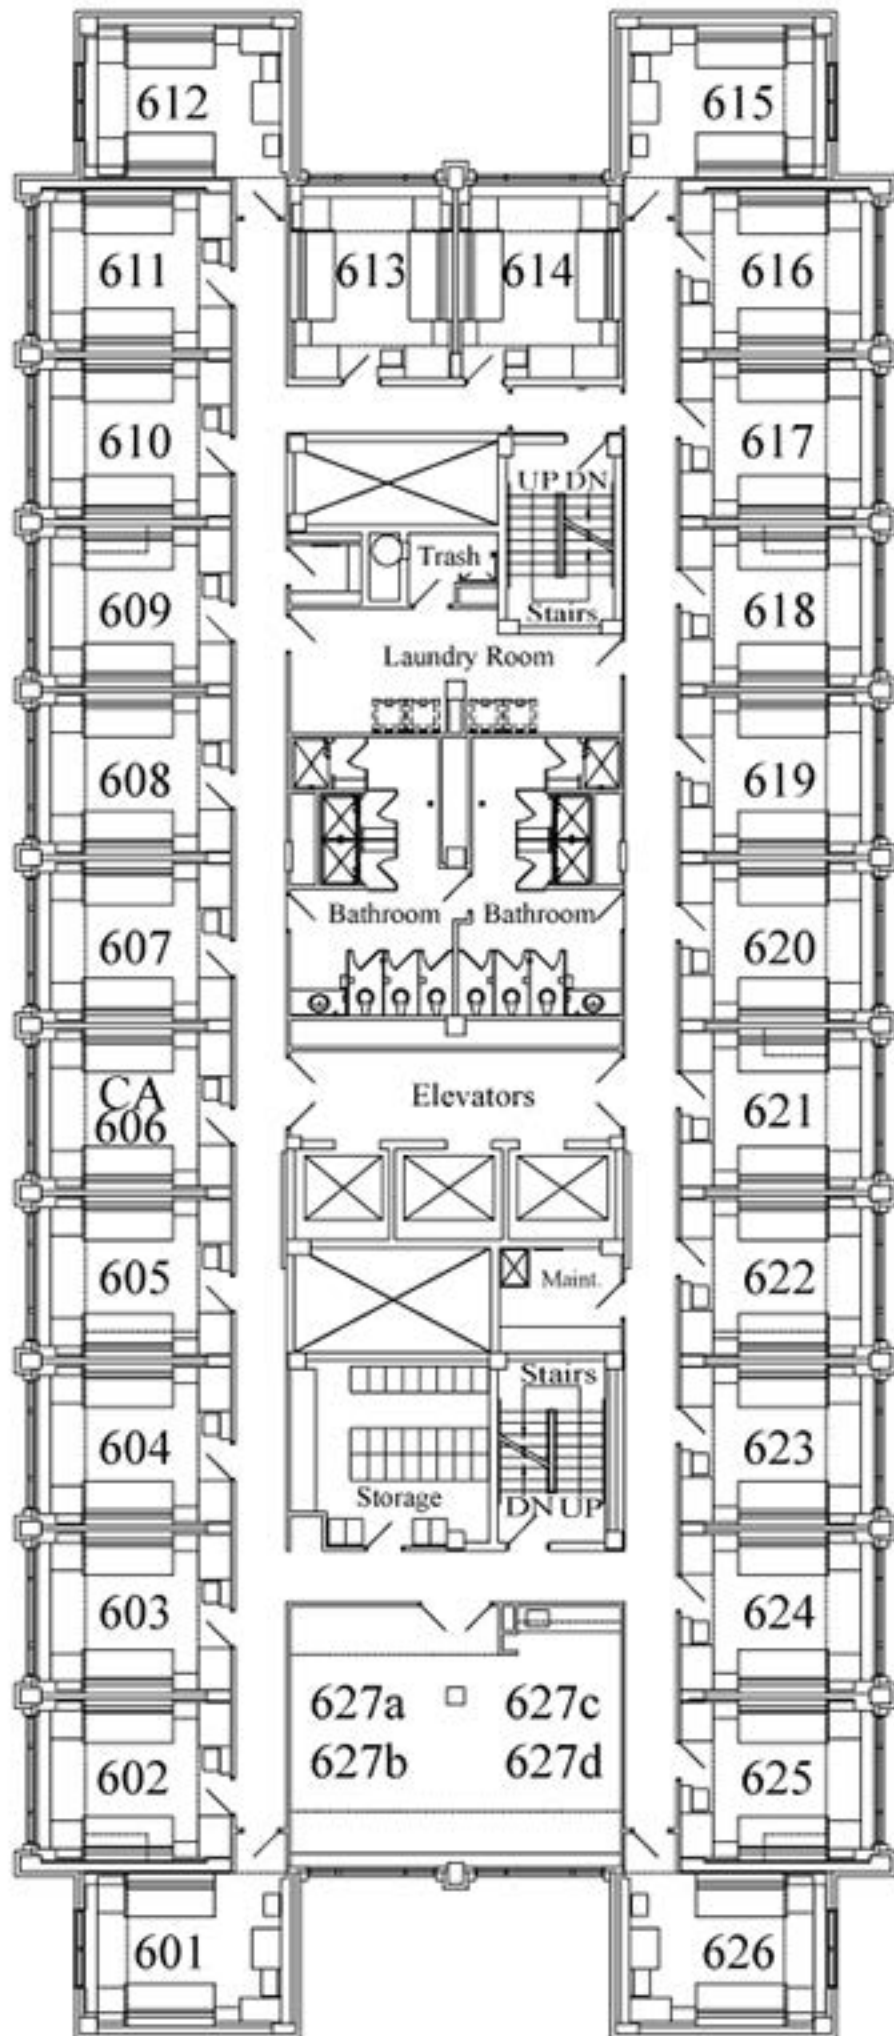 612
615
611
613
614
616
610
617
UP DN
Trash
609
618
Stairs
Laundry Room
608
619
Bathroom
Bathroom
607
620
CA
606
Elevators
621
605
Maint.
622
Stairs
604
623
Storage
DN UP
603
624
627a
627c
627b
627d
602
625
601
626